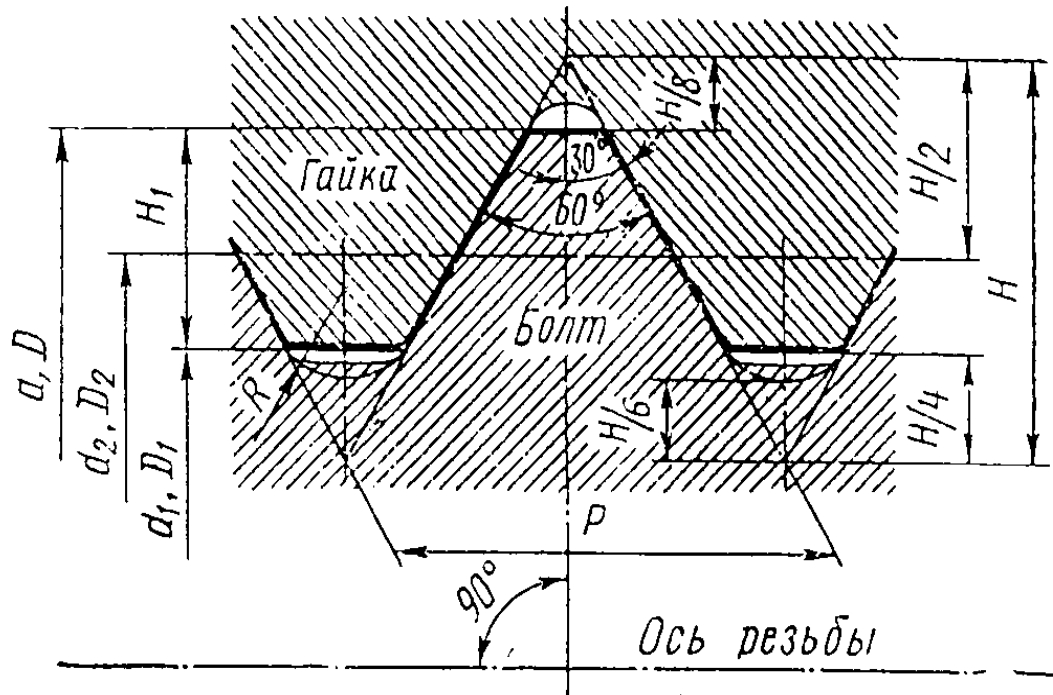 H/8
30°
Гайка
H₁
60°
H/2
H
Болт
a, D
d₂, D₂
d₁, D₁
R
H/6
H/4
P
90°
Ось резьбы